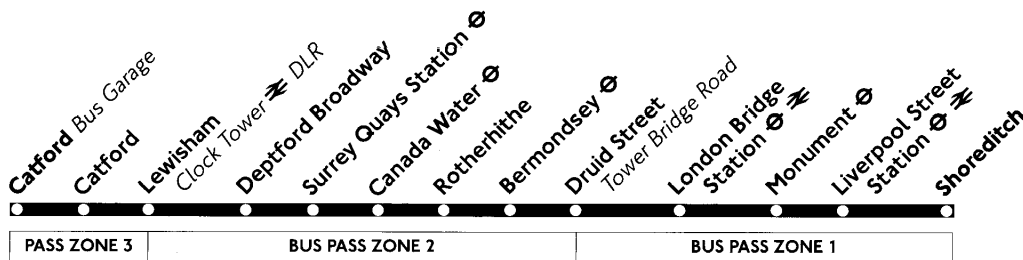 Catford Bus Garage
Catford
Lewisham
Clock Tower DLR
Deptford Broadway
Surrey Quays Station
Canada Water
Rotherhithe
Bermondsey
Druid Street
Tower Bridge Road
London Bridge
Station
Monument
Liverpool Street
Station
Shoreditch
PASS ZONE 3
BUS PASS ZONE 2
BUS PASS ZONE 1